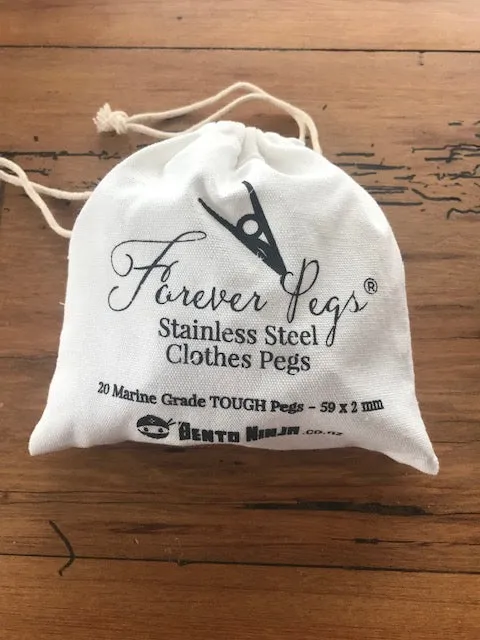 Forever Pegs®
Stainless Steel
Clothes Pegs
20 Marine Grade TOUGH Pegs - 59 x 2 mm
BENTO NINJA.co.nz